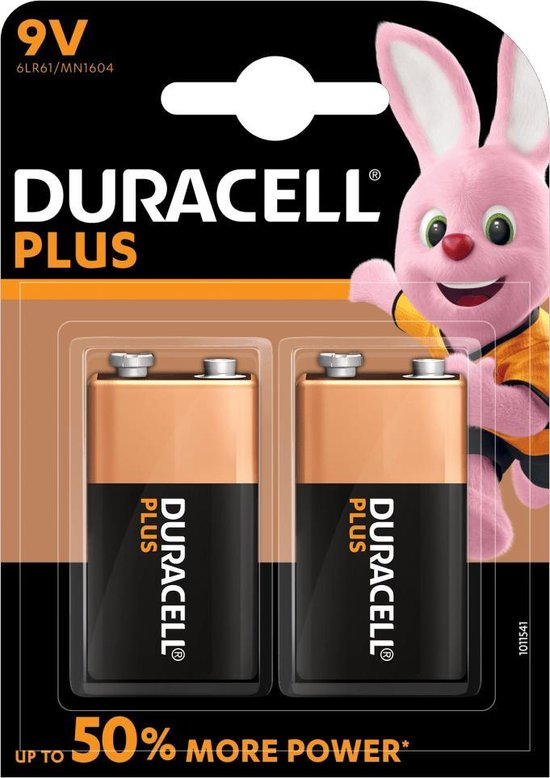 9V
6LR61/MN1604
DURACELL®
PLUS
DURACELL®
PLUS
DURACELL®
PLUS
1011541
UP TO 50% MORE POWER*